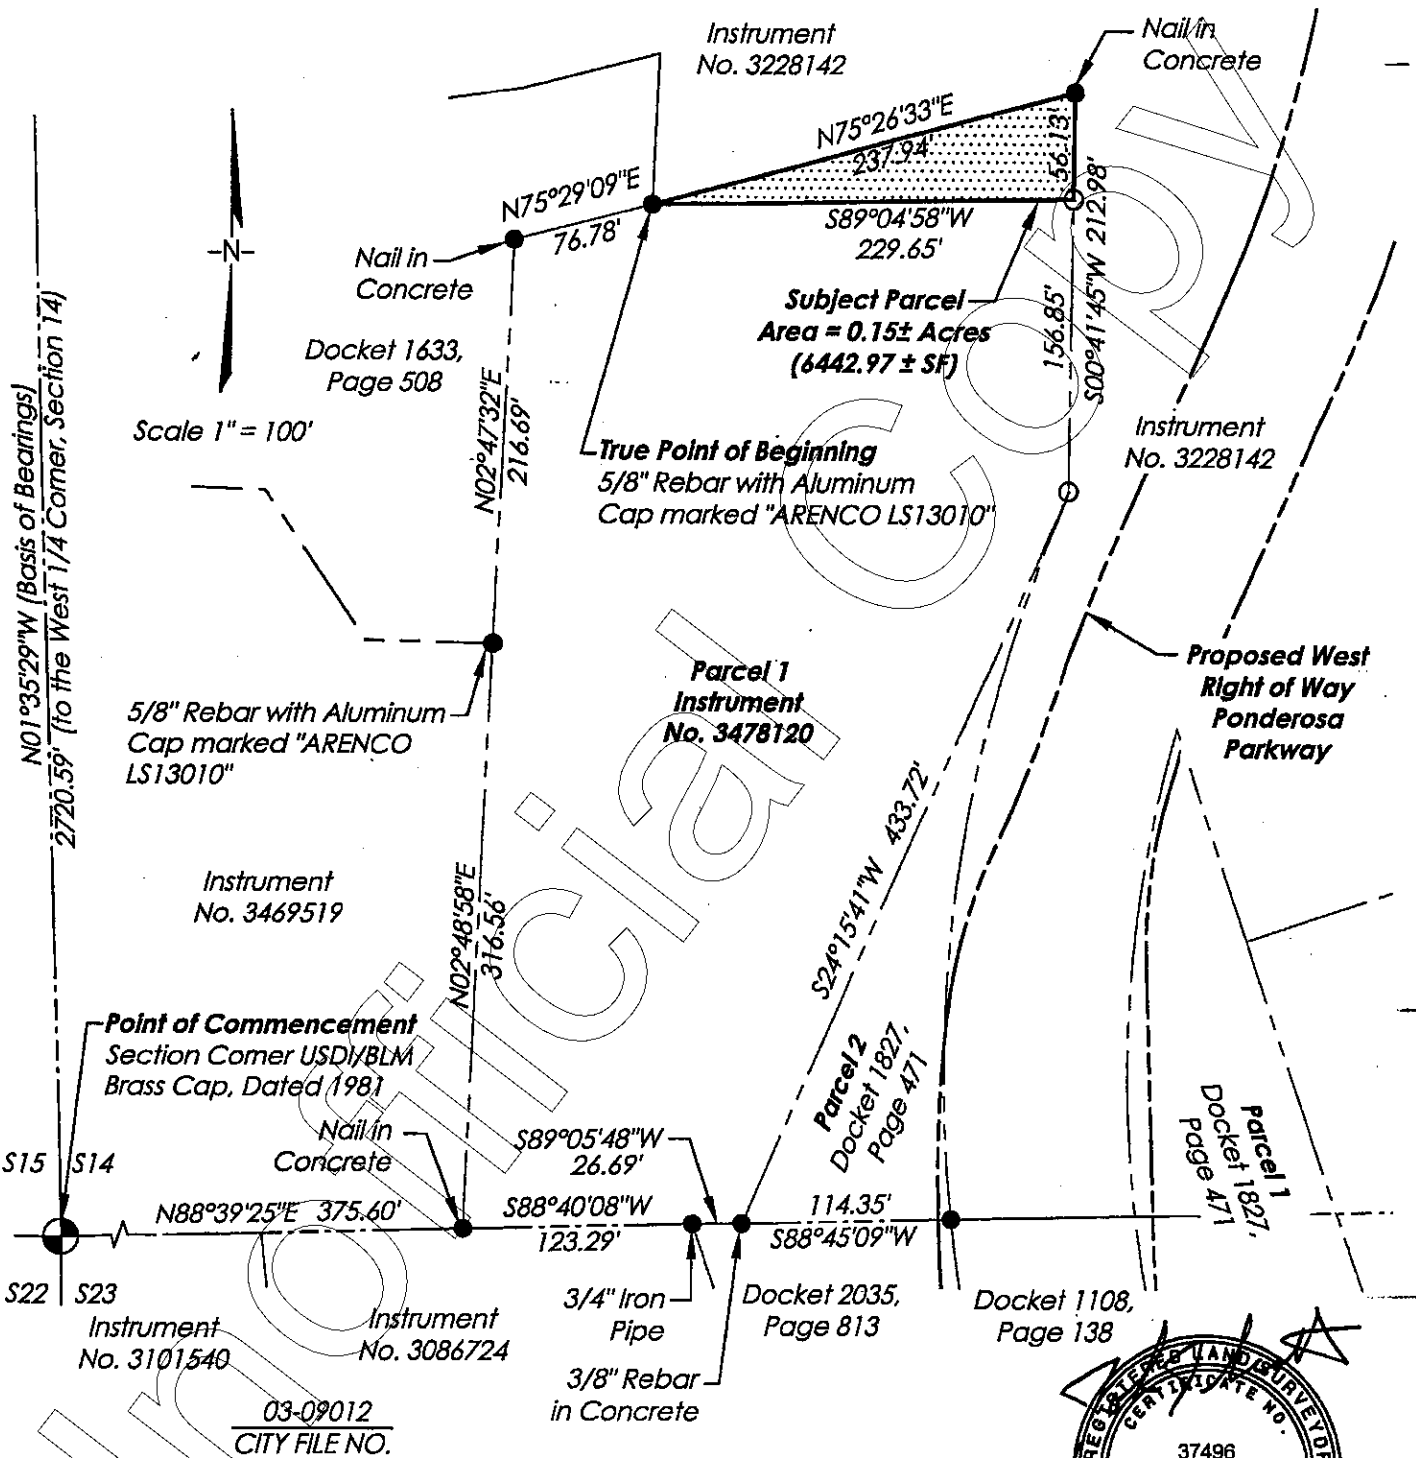 Instrument
No. 3228142
Nail in
Concrete
N75°26'33"E
237.94'
56.13'
N75°29'09"E
76.78'
S89°04'58"W
229.65'
S00°41'45"W 212.98'
156.85'
-N-
Nail in
Concrete
Subject Parcel
Area = 0.15± Acres
(6442.97 ± SF)
Docket 1633,
Page 508
N02°47'32"E
216.69'
Scale 1" = 100'
True Point of Beginning
5/8" Rebar with Aluminum
Cap marked "ARENCO LS13010"
Instrument
No. 3228142
N01°35'29"W (Basis of Bearings)
2720.59' (to the West 1/4 Corner, Section 14)
Parcel 1
Instrument
No. 3478120
Proposed West
Right of Way
Ponderosa
Parkway
5/8" Rebar with Aluminum
Cap marked "ARENCO
LS13010"
S24°15'41"W 433.72'
Instrument
No. 3469519
N02°48'58"E
316.56'
Point of Commencement
Section Corner USDI/BLM
Brass Cap, Dated 1981
Parcel 2
Docket 1827,
Page 471
Parcel 1
Docket 1827,
Page 471
Nail in
Concrete
S89°05'48"W
26.69'
S15 S14
N88°39'25"E 375.60'
S88°40'08"W
123.29'
114.35'
S88°45'09"W
S22 S23
Instrument
No. 3101540
Instrument
No. 3086724
3/4" Iron
Pipe
Docket 2035,
Page 813
Docket 1108,
Page 138
3/8" Rebar
in Concrete
03-09012
CITY FILE NO.
REGISTERED LAND SURVEYOR
CERTIFICATE NO.
37496
Unofficial Copy